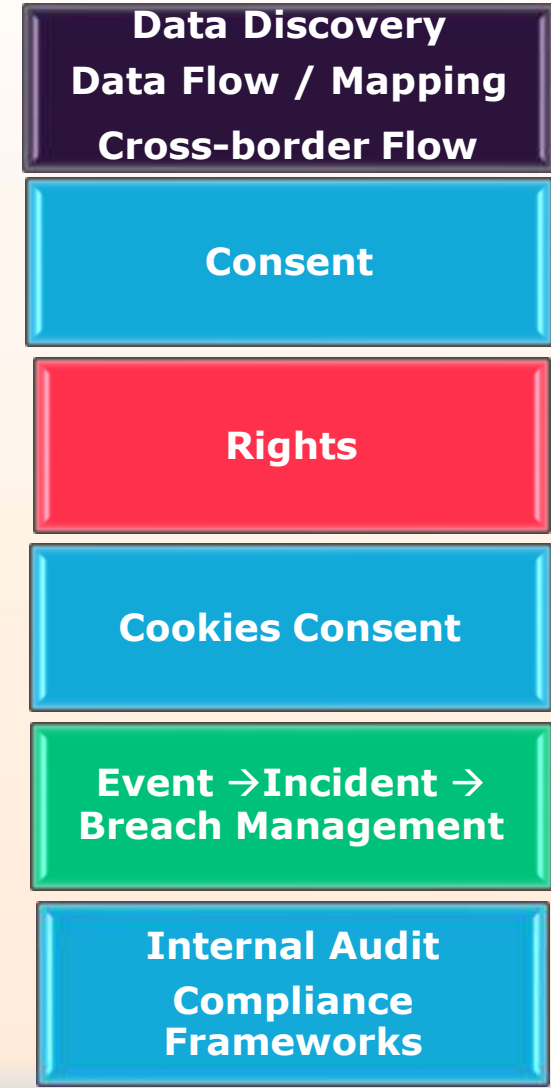 Data Discovery
Data Flow / Mapping
Cross-border Flow
Consent
Rights
Cookies Consent
Event →Incident →
Breach Management
Internal Audit
Compliance
Frameworks